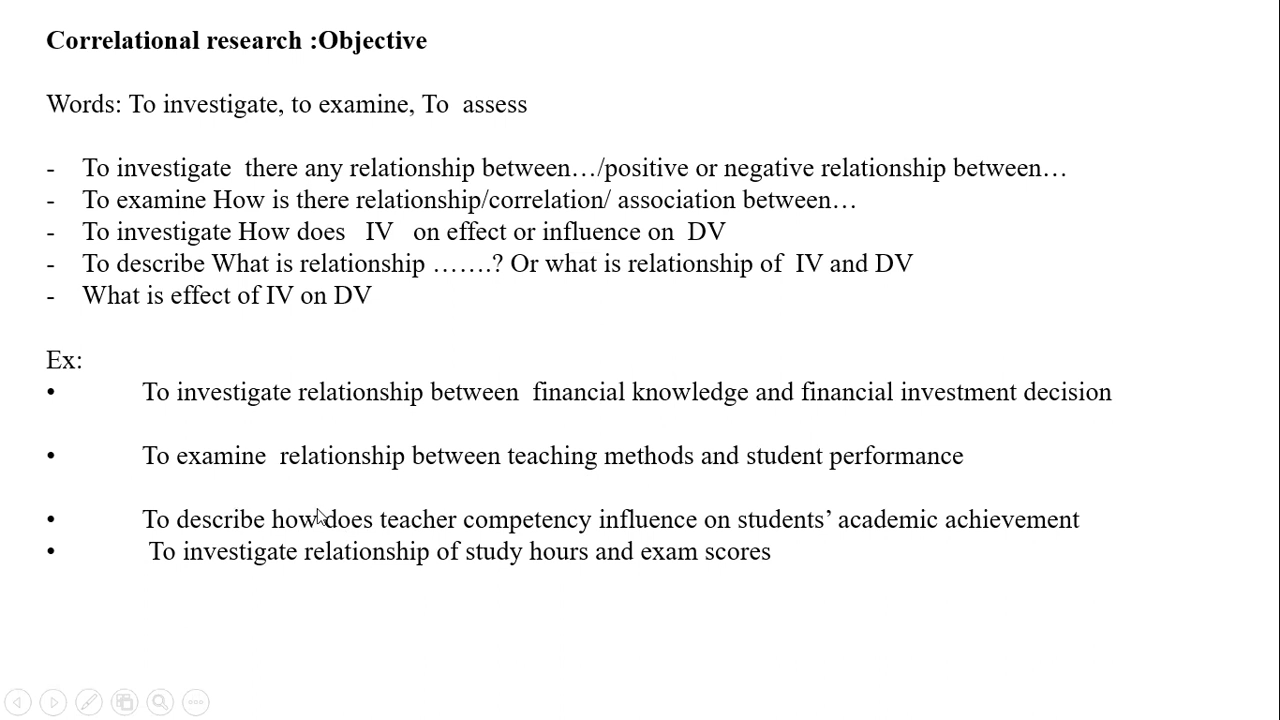 Correlational research :Objective
Words: To investigate, to examine, To  assess
- To investigate  there any relationship between…/positive or negative relationship between…
- To examine How is there relationship/correlation/ association between…
- To investigate How does   IV   on effect or influence on  DV
- To describe What is relationship …….? Or what is relationship of  IV and DV
- What is effect of IV on DV
Ex:
• To investigate relationship between  financial knowledge and financial investment decision
• To examine  relationship between teaching methods and student performance
• To describe how does teacher competency influence on students’ academic achievement
• To investigate relationship of study hours and exam scores